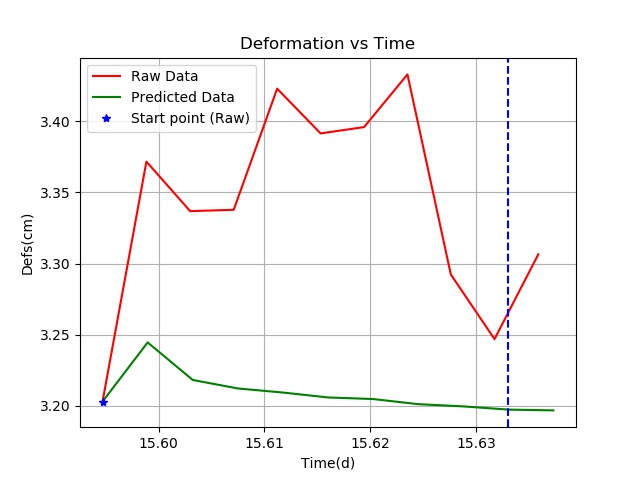 Deformation vs Time
Raw Data
Predicted Data
Start point (Raw)
3.40
3.35
3.30
3.25
3.20
Defs(cm)
15.60 15.61 15.62 15.63
Time(d)